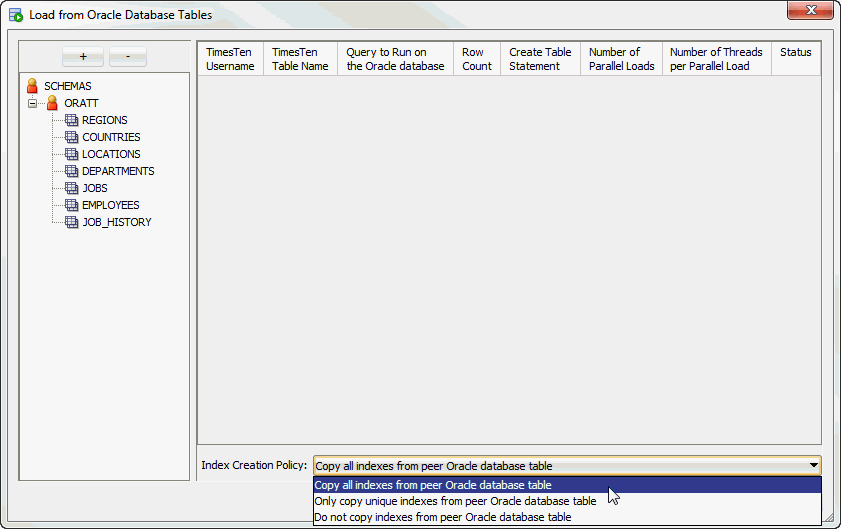 Load from Oracle Database Tables
X
+ -
SCHEMAS
ORATT
REGIONS
COUNTRIES
LOCATIONS
DEPARTMENTS
JOBS
EMPLOYEES
JOB_HISTORY
TimesTen TimesTen Query to Run on Row Create Table Number of Number of Threads Status
Username Table Name the Oracle database Count Statement Parallel Loads per Parallel Load
Index Creation Policy: Copy all indexes from peer Oracle database table
Copy all indexes from peer Oracle database table
Only copy unique indexes from peer Oracle database table
Do not copy indexes from peer Oracle database table